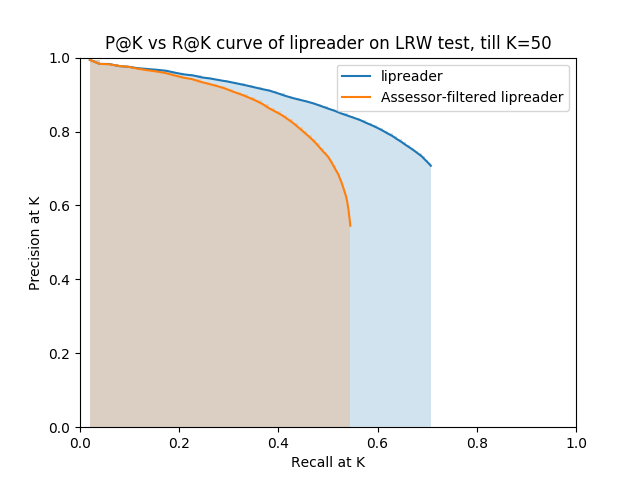 P@K vs R@K curve of lipreader on LRW test, till K=50
lipreader
Assessor-filtered lipreader
Precision at K
1.0
0.8
0.6
0.4
0.2
0.0
0.0 0.2 0.4 0.6 0.8 1.0
Recall at K